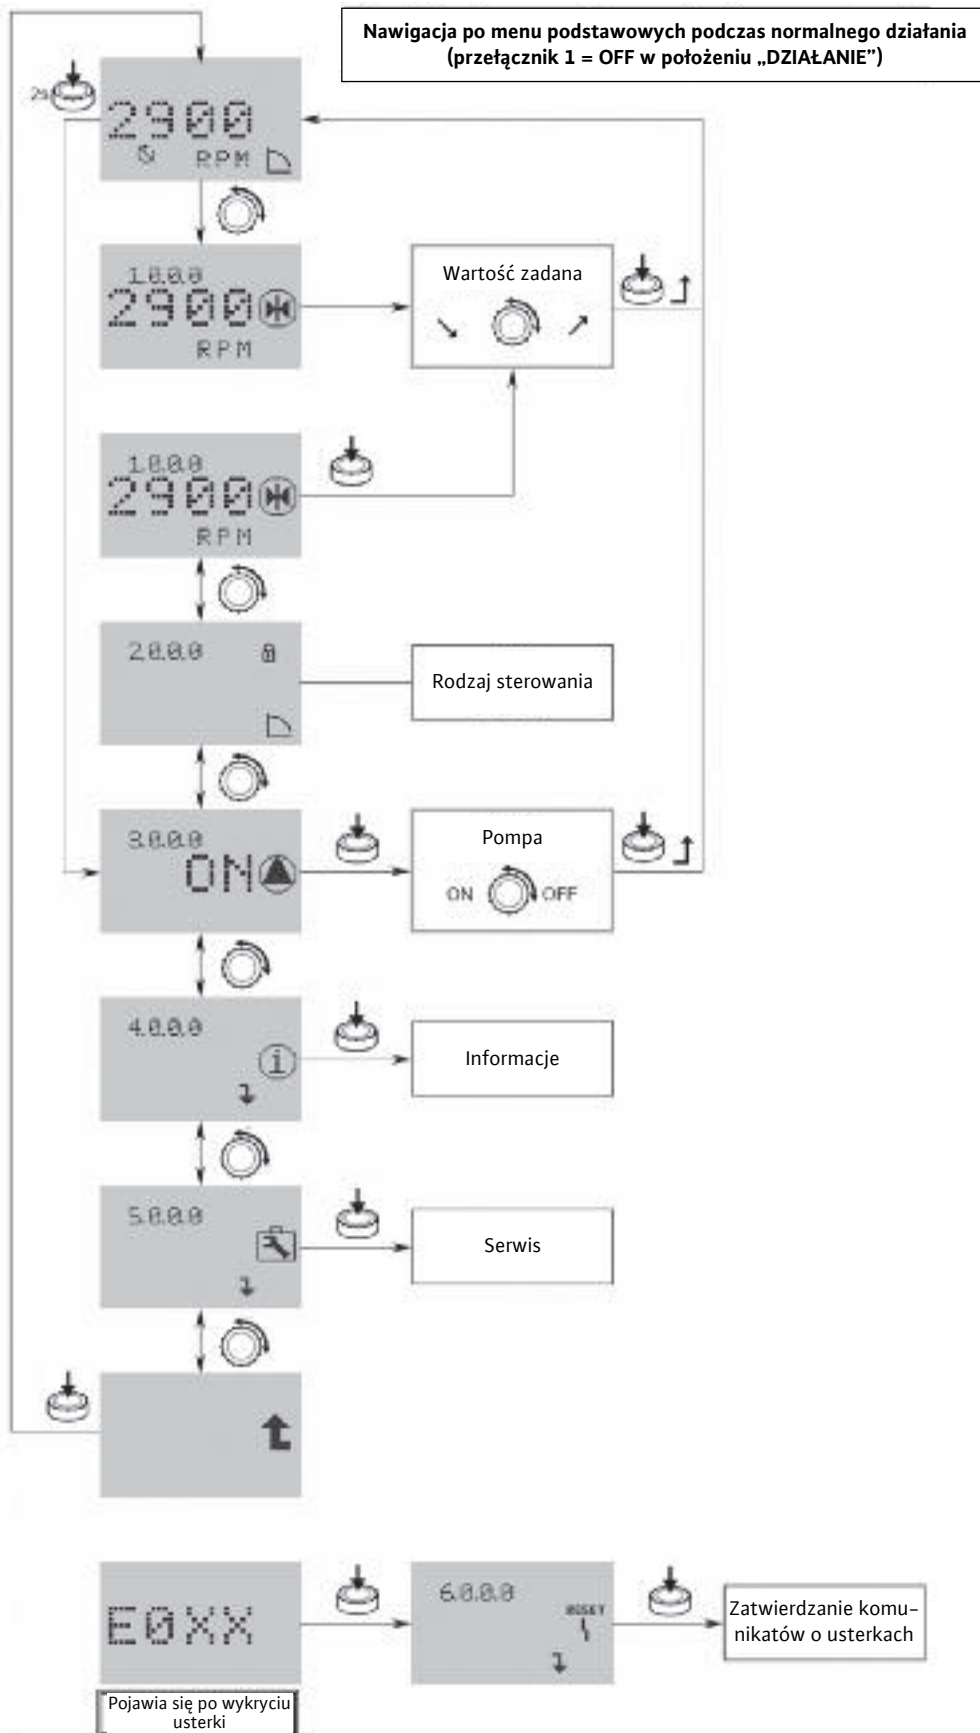 Nawigacja po menu podstawowych podczas normalnego działania
(przełącznik 1 = OFF w położeniu „DZIAŁANIE”)
2s
2900
RPM
1.0.0.0
2900
RPM
Wartość zadana
1.0.0.0
2900
RPM
2.0.0.0
Rodzaj sterowania
3.0.0.0
ON
Pompa
ON OFF
4.0.0.0
i
Informacje
5.0.0.0
Serwis
E0XX
6.0.0.0
RESET
Zatwierdzanie komu-
nikatów o usterkach
Pojawia się po wykryciu
usterki